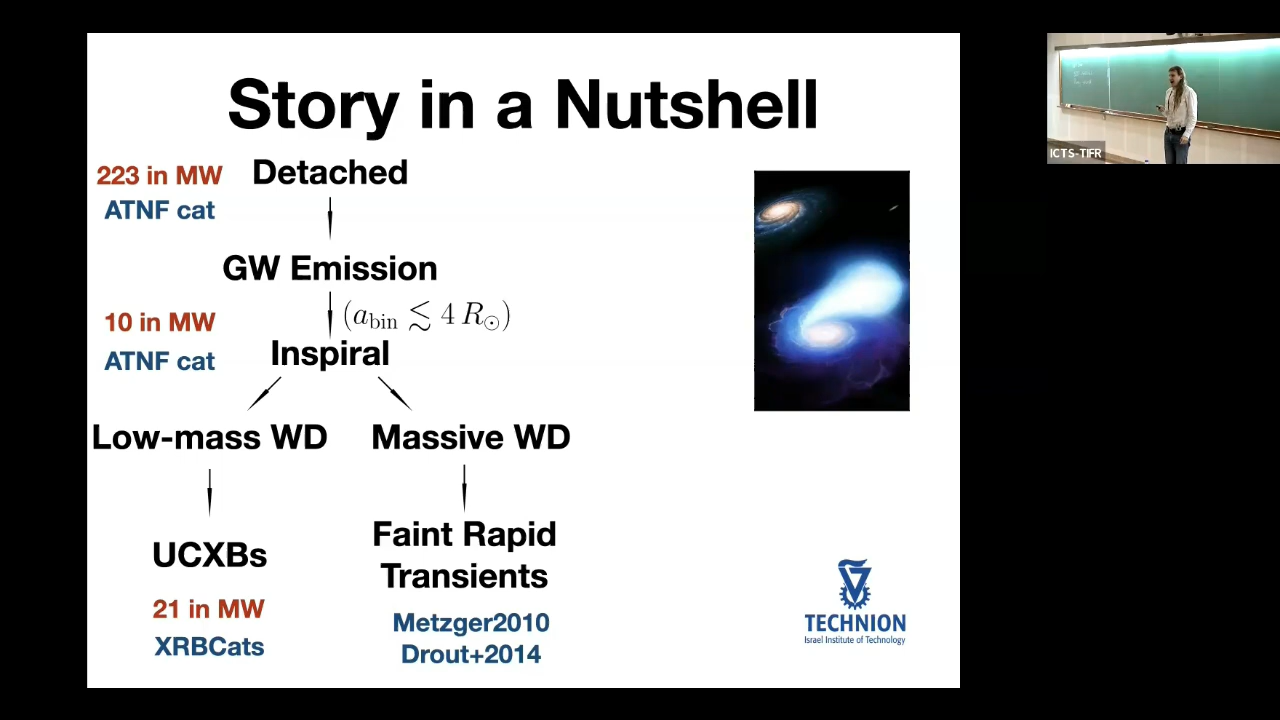 Story in a Nutshell
223 in MW
ATNF cat
Detached
GW Emission
(a_bin ≲ 4 R_⊙)
10 in MW
ATNF cat
Inspiral
Low-mass WD
Massive WD
UCXBs
21 in MW
XRBCats
Faint Rapid
Transients
Metzger2010
Drout+2014
TECHNION
Israel Institute of Technology
ICTS-TIFR